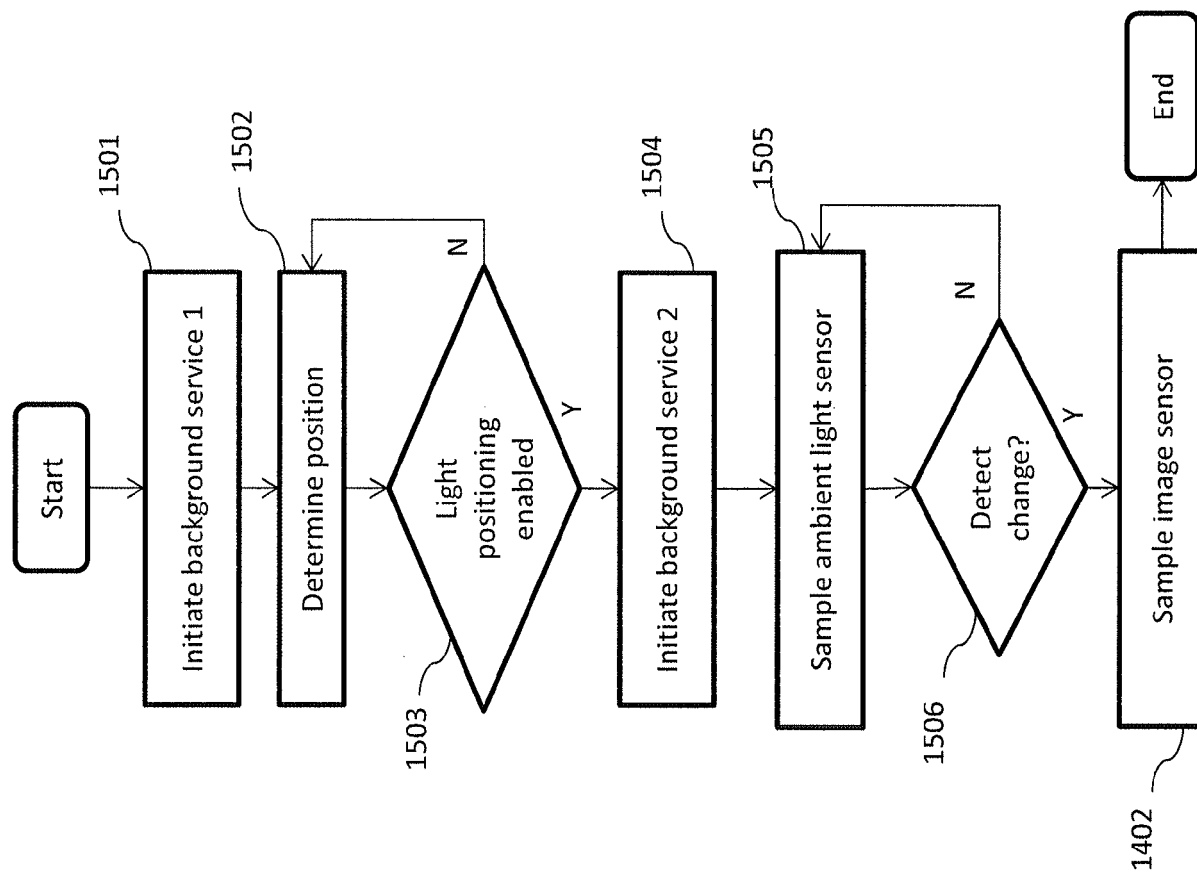 Start
1501
Initiate background service 1
1502
Determine position
N
Light
positioning
enabled
1503
Y
1504
Initiate background service 2
1505
Sample ambient light sensor
N
Detect
change?
1506
Y
Sample image sensor
1402
End